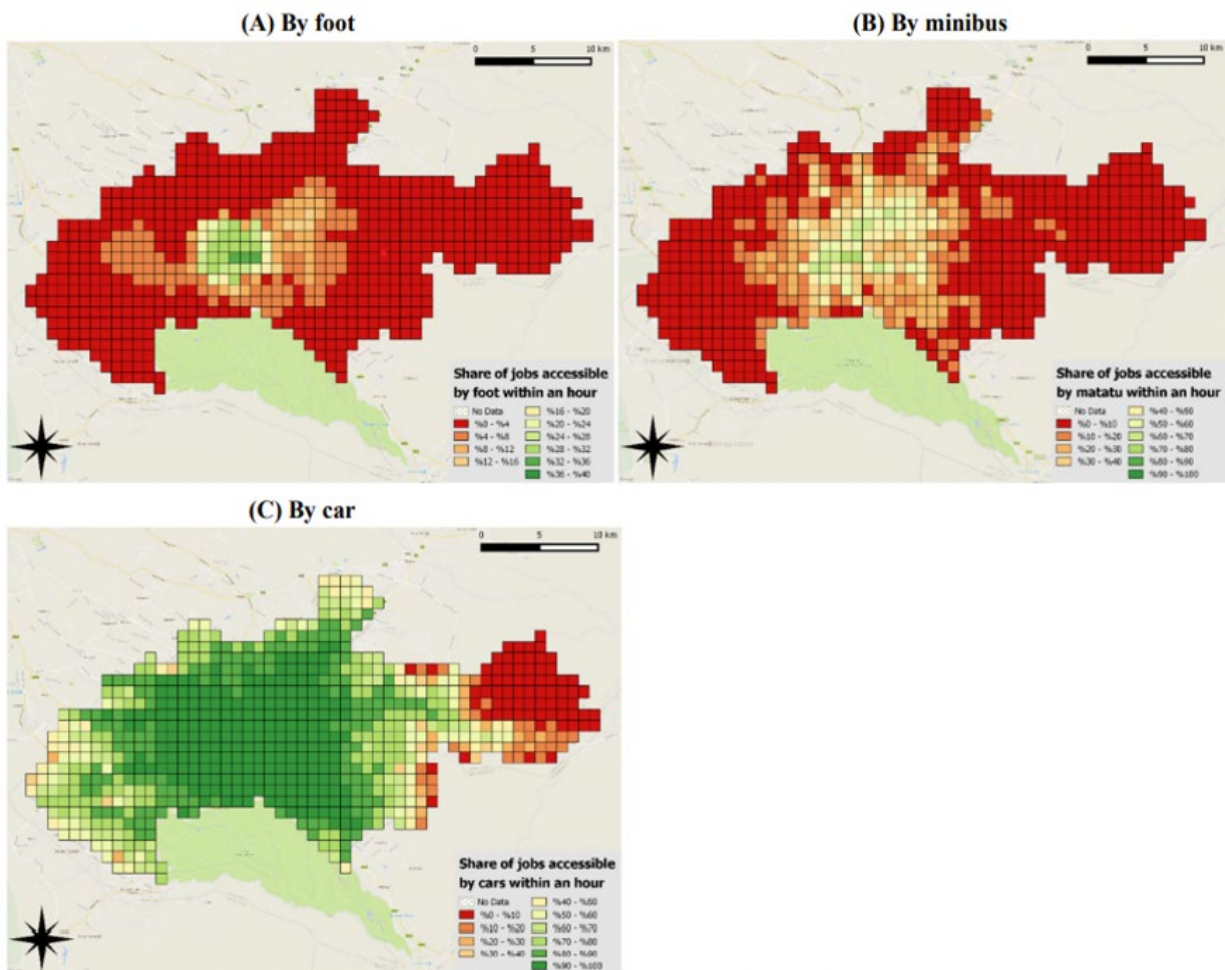 (A) By foot
0 5 10 km
Share of jobs accessible
by foot within an hour
No Data %16 - %20
%0 - %4 %20 - %24
%4 - %8 %24 - %28
%8 - %12 %28 - %32
%12 - %16 %32 - %36
%36 - %40
(B) By minibus
0 5 10 km
Share of jobs accessible
by matatu within an hour
No Data %40 - %50
%0 - %10 %50 - %60
%10 - %20 %60 - %70
%20 - %30 %70 - %80
%30 - %40 %80 - %90
%90 - %100
(C) By car
0 5 10 km
Share of jobs accessible
by cars within an hour
No Data %40 - %50
%0 - %10 %50 - %60
%10 - %20 %60 - %70
%20 - %30 %70 - %80
%30 - %40 %80 - %90
%90 - %100